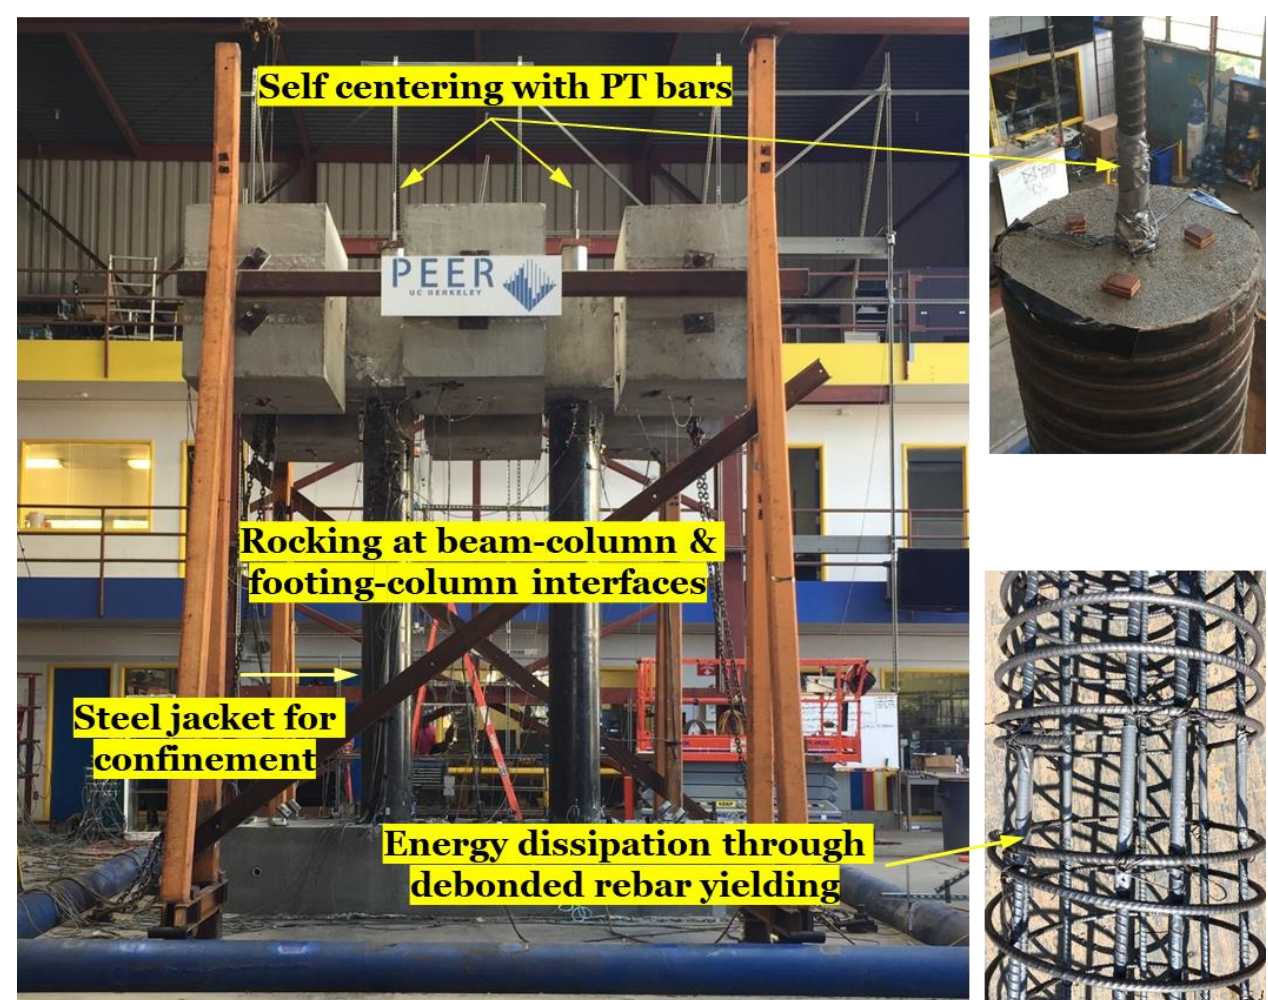 Self centering with PT bars
PEER
UC BERKELEY
Rocking at beam-column &
footing-column interfaces
Steel jacket for
confinement
Energy dissipation through
debonded rebar yielding